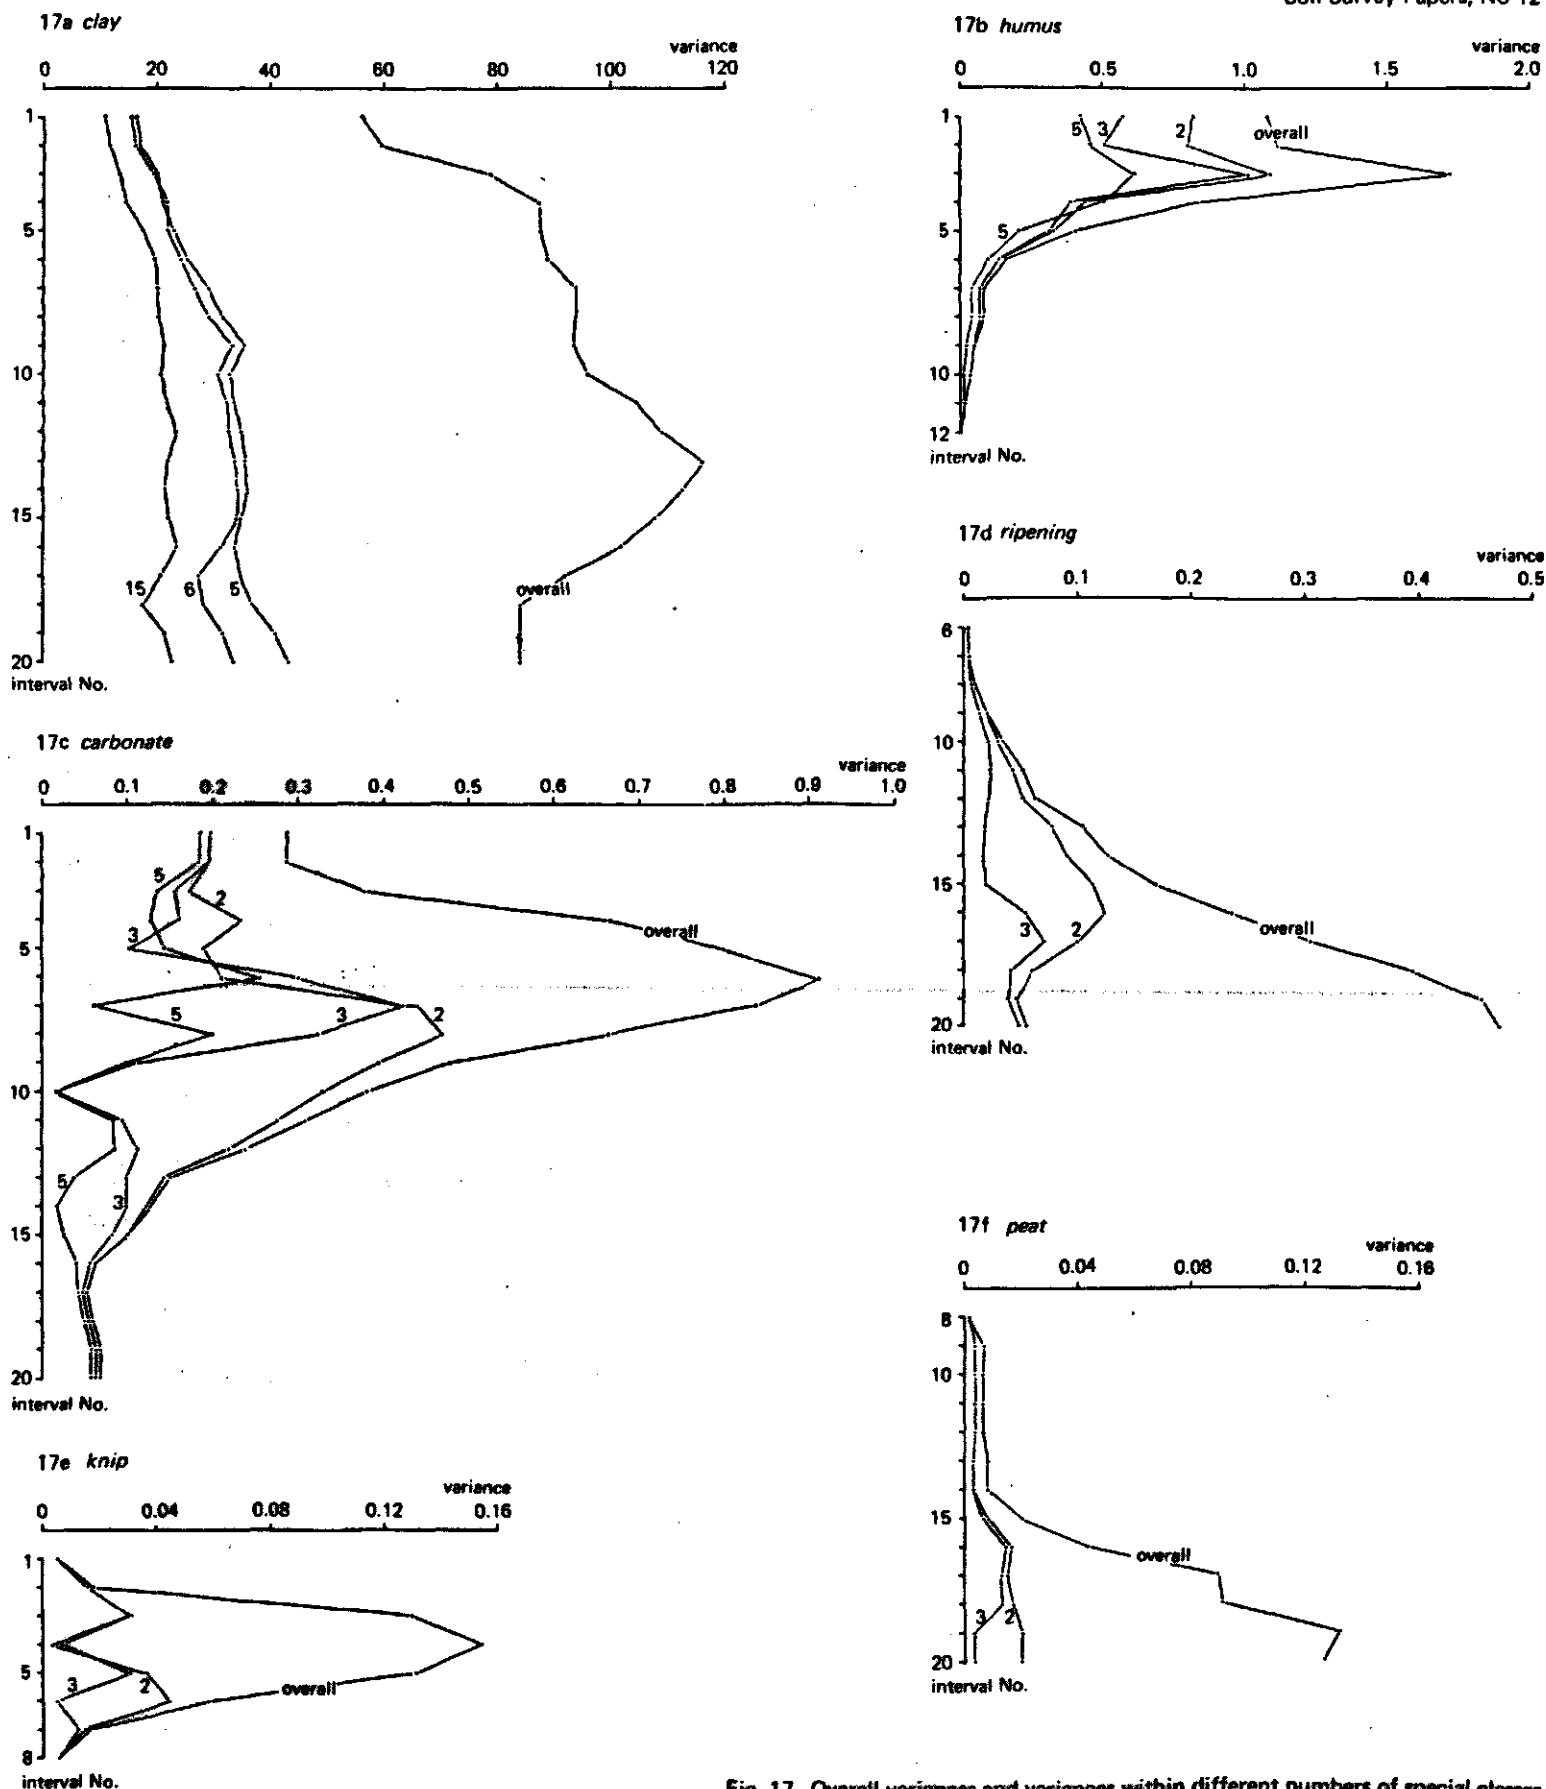 17a clay
variance
0 20 40 60 80 100 120
1
5
10
15
20
15 6 5 overall
interval No.
17b humus
variance
0 0.5 1.0 1.5 2.0
1
5 3 2 overall
5
5
10
12
interval No.
17c carbonate
variance
0 0.1 0.2 0.3 0.4 0.5 0.6 0.7 0.8 0.9 1.0
1
5
2
3 overall
5
5 3 2
10
5
3
15
20
interval No.
17d ripening
variance
0 0.1 0.2 0.3 0.4 0.5
6
10
15
3 2 overall
20
interval No.
17e knip
variance
0 0.04 0.08 0.12 0.16
1
5
3 2 overall
8
interval No.
17f peat
variance
0 0.04 0.08 0.12 0.16
8
10
15
overall
3 2
20
interval No.
Fig. 17 Overall variances and variances within different numbers of special classes